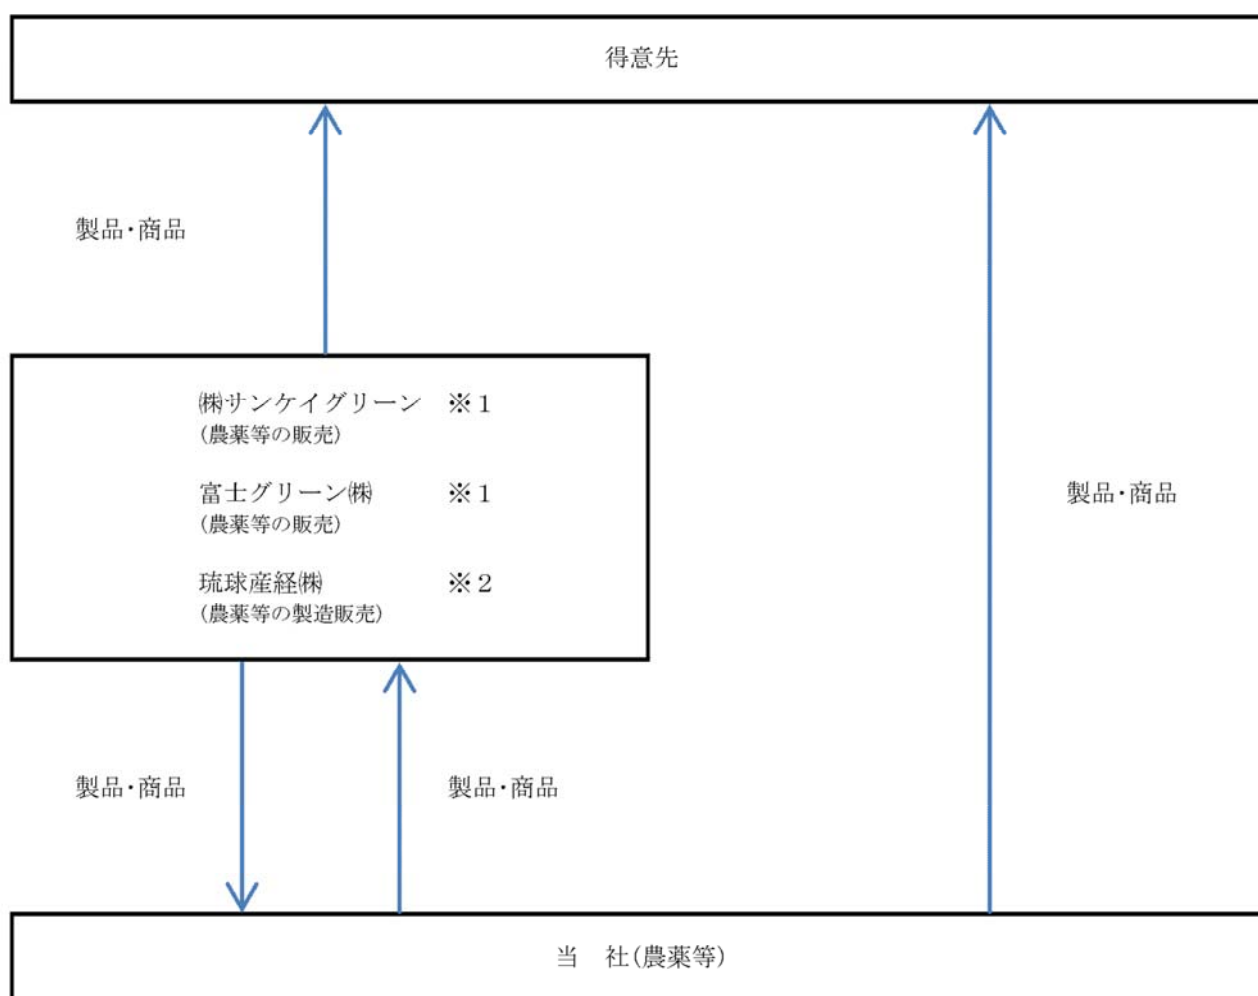 得意先
製品・商品
㈱サンケイグリーン　※１
(農薬等の販売)
富士グリーン㈱　※１
(農薬等の販売)
製品・商品
琉球産経㈱　※２
(農薬等の製造販売)
製品・商品
製品・商品
当　社(農薬等)